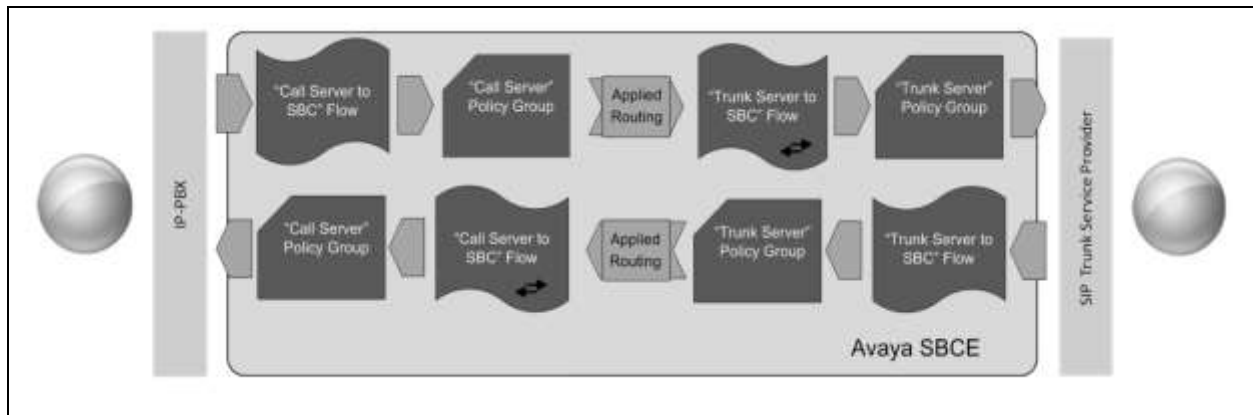 IP-PBX
“Call Server to
SBC” Flow
“Call Server”
Policy Group
Applied
Routing
“Trunk Server to
SBC” Flow
“Trunk Server”
Policy Group
“Call Server”
Policy Group
“Call Server to
SBC” Flow
Applied
Routing
“Trunk Server”
Policy Group
“Trunk Server to
SBC” Flow
Avaya SBCE
SIP Trunk Service Provider